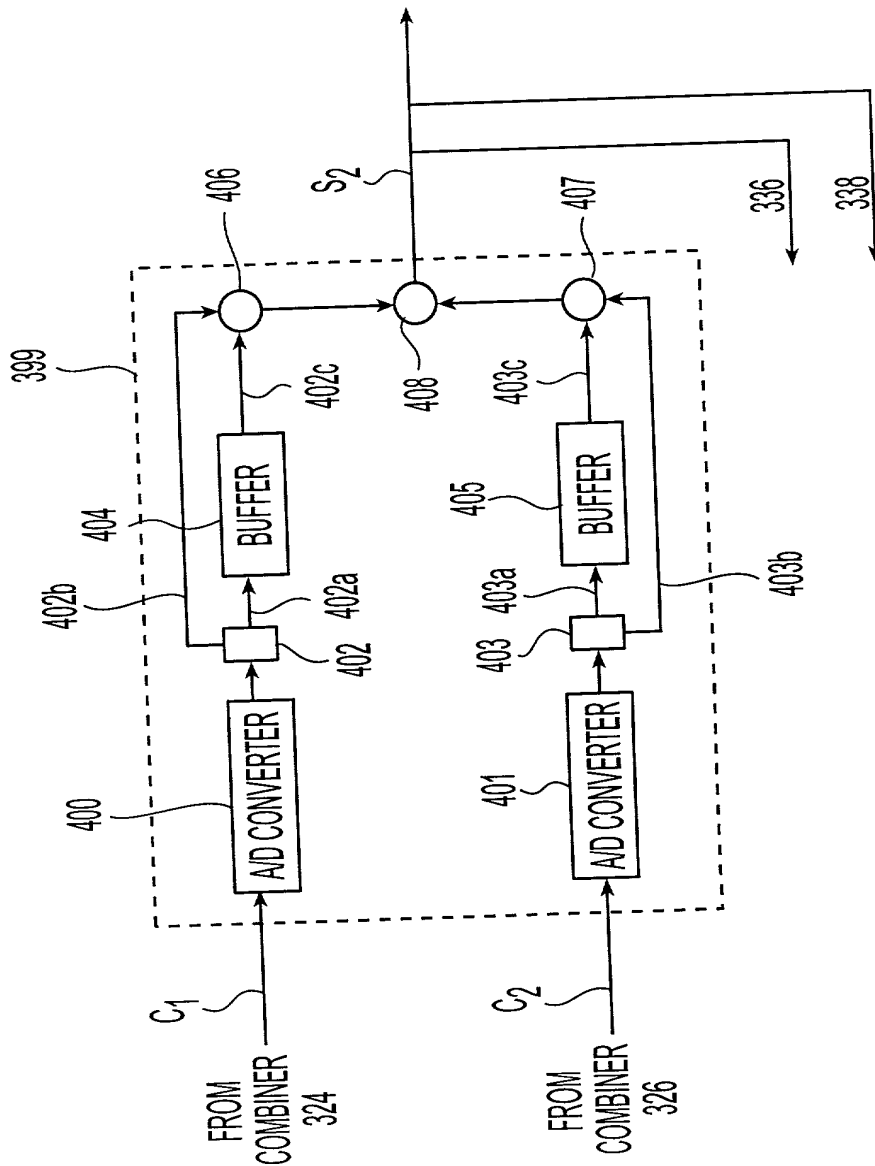 399
402b
404
402a
402
BUFFER
402c
406
400
A/D CONVERTER
C1
FROM
COMBINER
324
S2
408
407
403c
405
BUFFER
403a
403
403b
401
A/D CONVERTER
C2
FROM
COMBINER
326
336
338